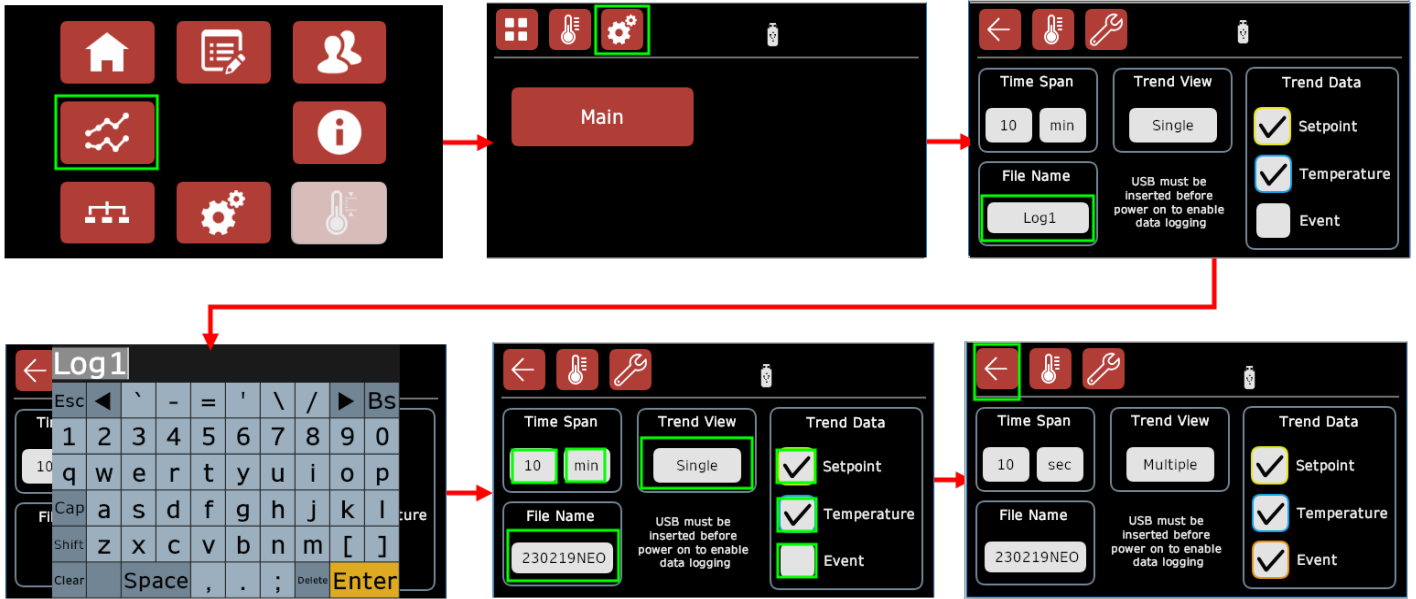 Main
Time Span
10 min
Trend View
Single
Trend Data
Setpoint
Temperature
Event
File Name
Log1
USB must be
inserted before
power on to enable
data logging
Log1
Esc ◀ ` - = ' \ / ▶ Bs
1 2 3 4 5 6 7 8 9 0
q w e r t y u i o p
Cap a s d f g h j k l
Shift z x c v b n m [ ]
Clear Space , . ; Delete Enter
Ti
10
Fi
ture
Time Span
10 min
Trend View
Single
Trend Data
Setpoint
Temperature
Event
File Name
230219NEO
USB must be
inserted before
power on to enable
data logging
Time Span
10 sec
Trend View
Multiple
Trend Data
Setpoint
Temperature
Event
File Name
230219NEO
USB must be
inserted before
power on to enable
data logging